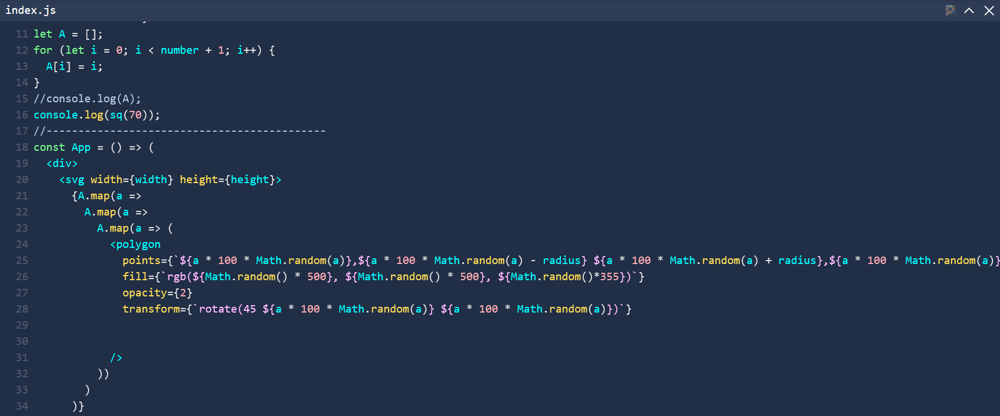 index.js
11 let A = [];
12 for (let i = 0; i < number + 1; i++) {
13   A[i] = i;
14 }
15 //console.log(A);
16 console.log(sq(70));
17 //--------------------------------------------
18 const App = () => (
19   <div>
20     <svg width={width} height={height}>
21       {A.map(a =>
22         A.map(a =>
23           A.map(a => (
24             <polygon
25               points={`${a * 100 * Math.random(a)},${a * 100 * Math.random(a) - radius} ${a * 100 * Math.random(a) + radius},${a * 100 * Math.random(a)}
26               fill={`rgb(${Math.random() * 500}, ${Math.random() * 500}, ${Math.random()*355})`}
27               opacity={2}
28               transform={`rotate(45 ${a * 100 * Math.random(a)} ${a * 100 * Math.random(a)})`}
29
30
31             />
32           ))
33         )
34       )}